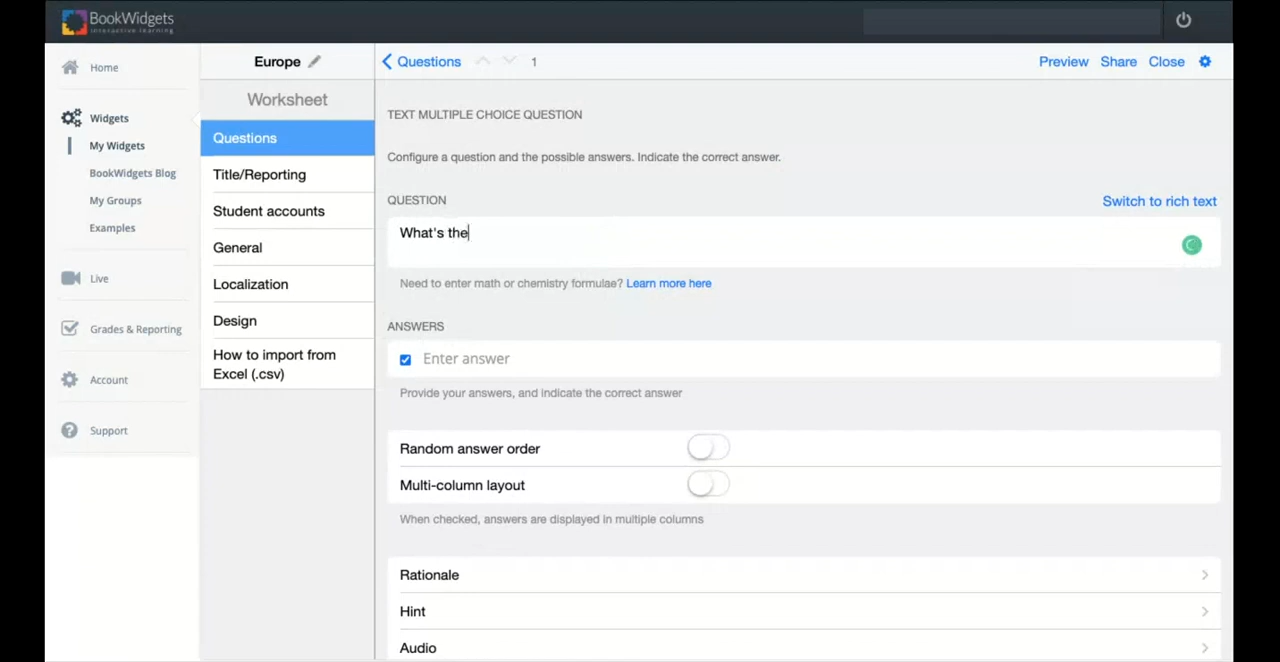 BookWidgets
interactive learning
Home
Widgets
My Widgets
BookWidgets Blog
My Groups
Examples
Live
Grades & Reporting
Account
Support
Europe
Worksheet
Questions
Title/Reporting
Student accounts
General
Localization
Design
How to import from
Excel (.csv)
Questions 1 Preview Share Close
TEXT MULTIPLE CHOICE QUESTION
Configure a question and the possible answers. Indicate the correct answer.
QUESTION Switch to rich text
What's the
Need to enter math or chemistry formulae? Learn more here
ANSWERS
Enter answer
Provide your answers, and indicate the correct answer
Random answer order
Multi-column layout
When checked, answers are displayed in multiple columns
Rationale
Hint
Audio